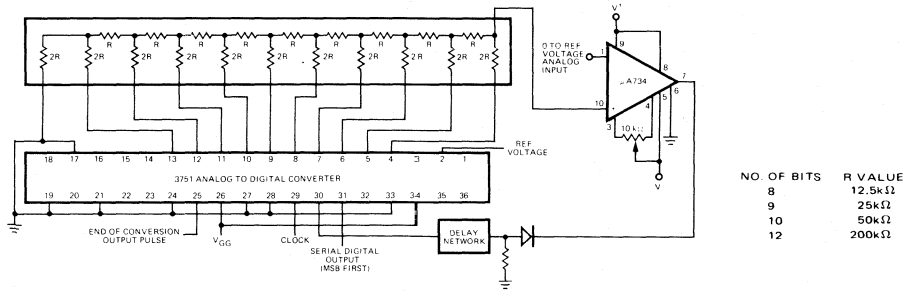 R R R R R R R R
2R 2R 2R 2R 2R 2R 2R 2R 2R 2R
V'
9
0 TO REF
VOLTAGE
ANALOG
INPUT
1
8
μA734
7
6
5
4
10
3
10 kΩ
V
18 17 16 15 14 13 12 11 10 9 8 7 6 5 4 3 2 1
REF
VOLTAGE
3751 ANALOG TO DIGITAL CONVERTER
19 20 21 22 23 24 25 26 27 28 29 30 31 32 33 34 35 36
END OF CONVERSION
OUTPUT PULSE
VGG
CLOCK
SERIAL DIGITAL
OUTPUT
(MSB FIRST)
DELAY
NETWORK
NO. OF BITS R VALUE
8 12.5kΩ
9 25kΩ
10 50kΩ
12 200kΩ